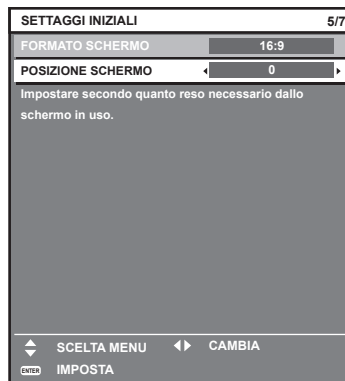 SETTAGGI INIZIALI 5/7
FORMATO SCHERMO 16:9
POSIZIONE SCHERMO 0
Impostare secondo quanto reso necessario dallo
schermo in uso.
SCELTA MENU CAMBIA
ENTER IMPOSTA